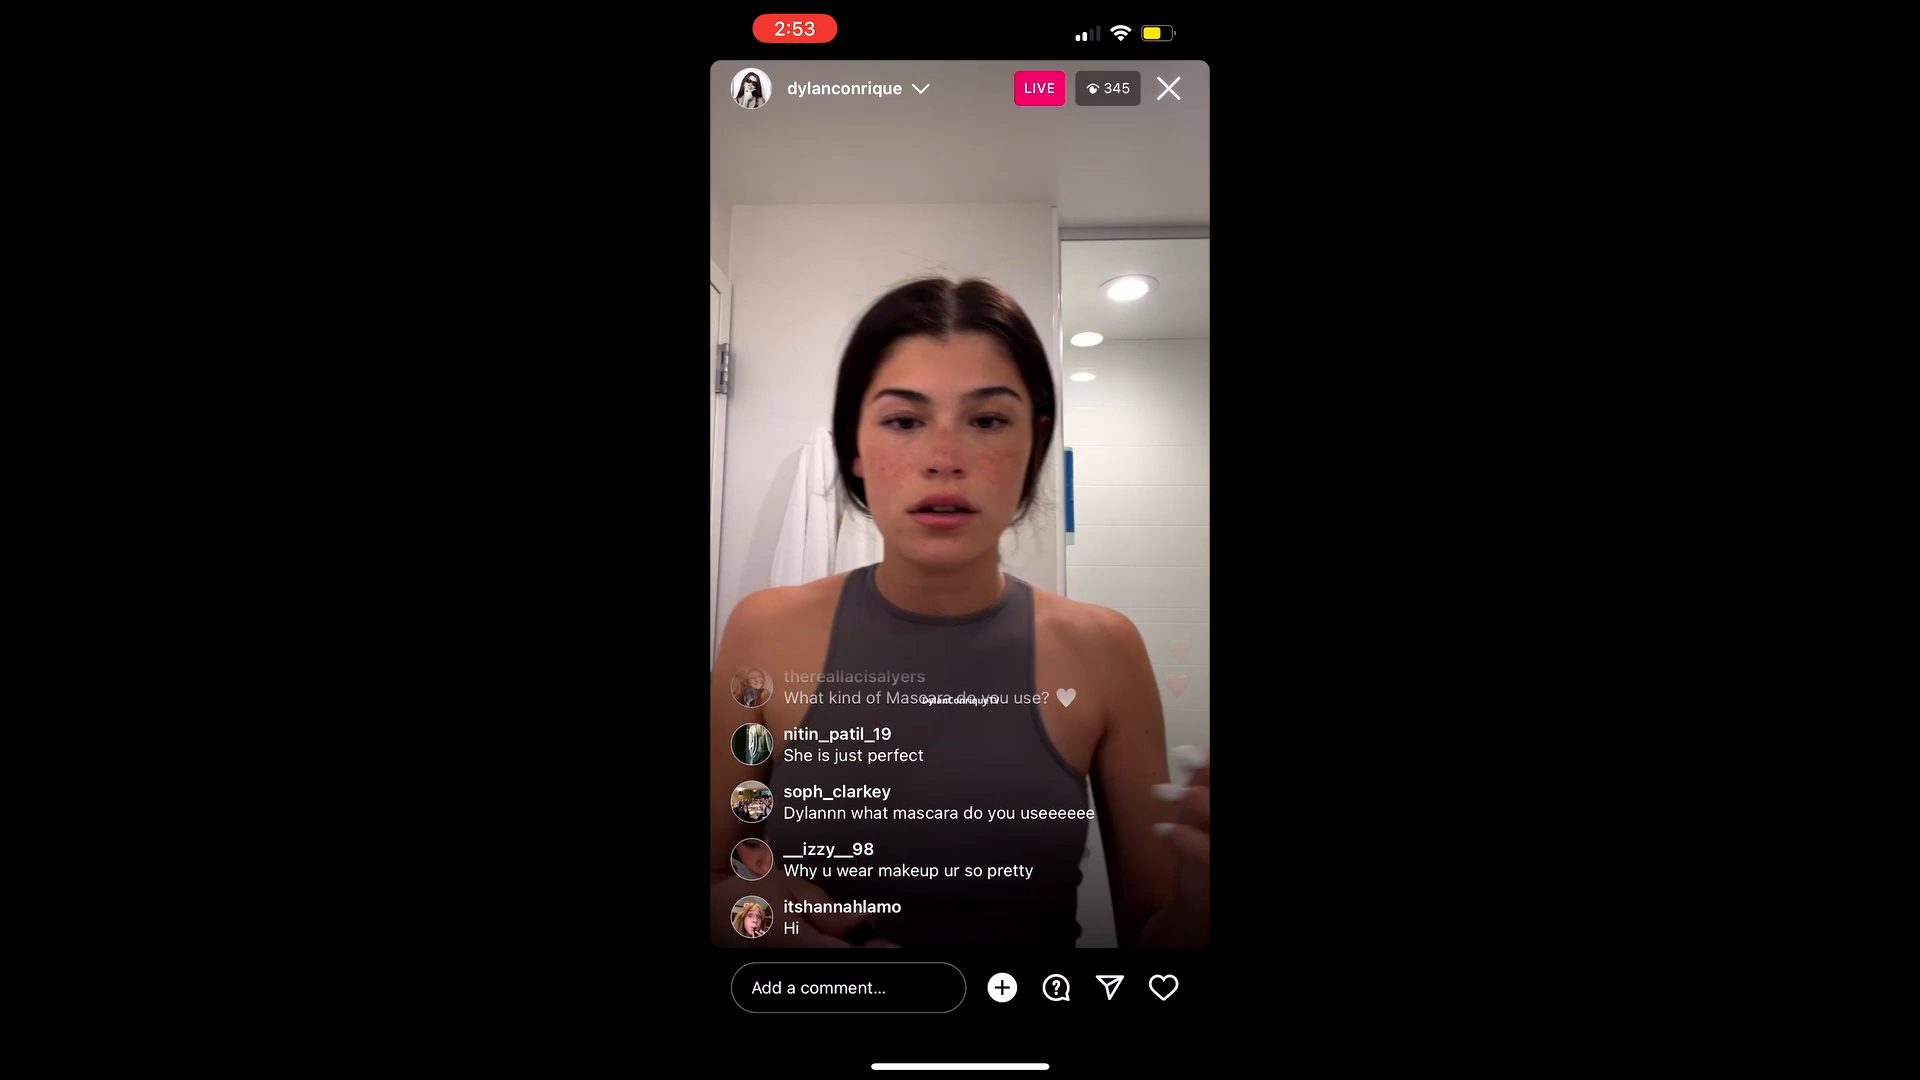 2:53
dylanconrique
LIVE
345
thereallacisalyers
What kind of Mascara do you use?
DylanConriqueTV
nitin_patil_19
She is just perfect
soph_clarkey
Dylannn what mascara do you useeeeee
__izzy__98
Why u wear makeup ur so pretty
itshannahlamo
Hi
Add a comment...